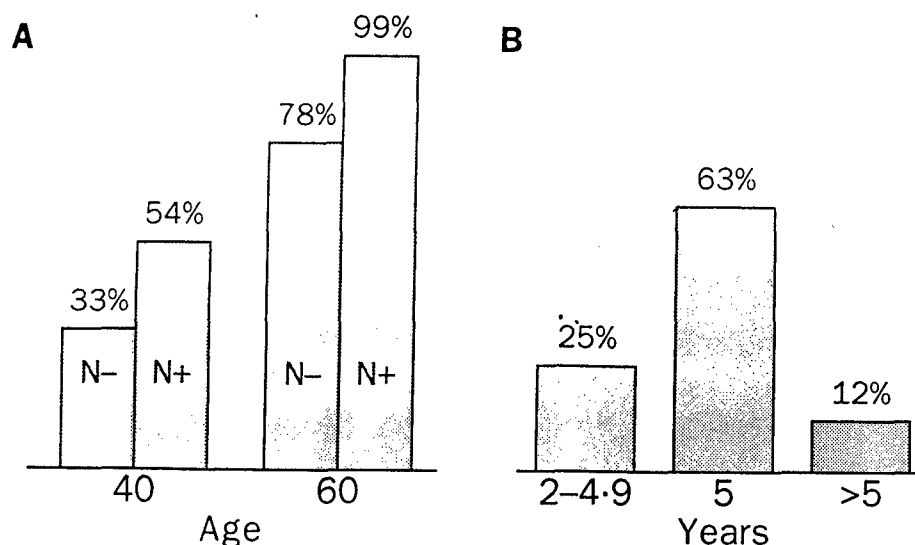 A
99%
78%
54%
33%
N– N+ N– N+
40 60
Age
B
63%
25%
12%
2–4·9 5 >5
Years